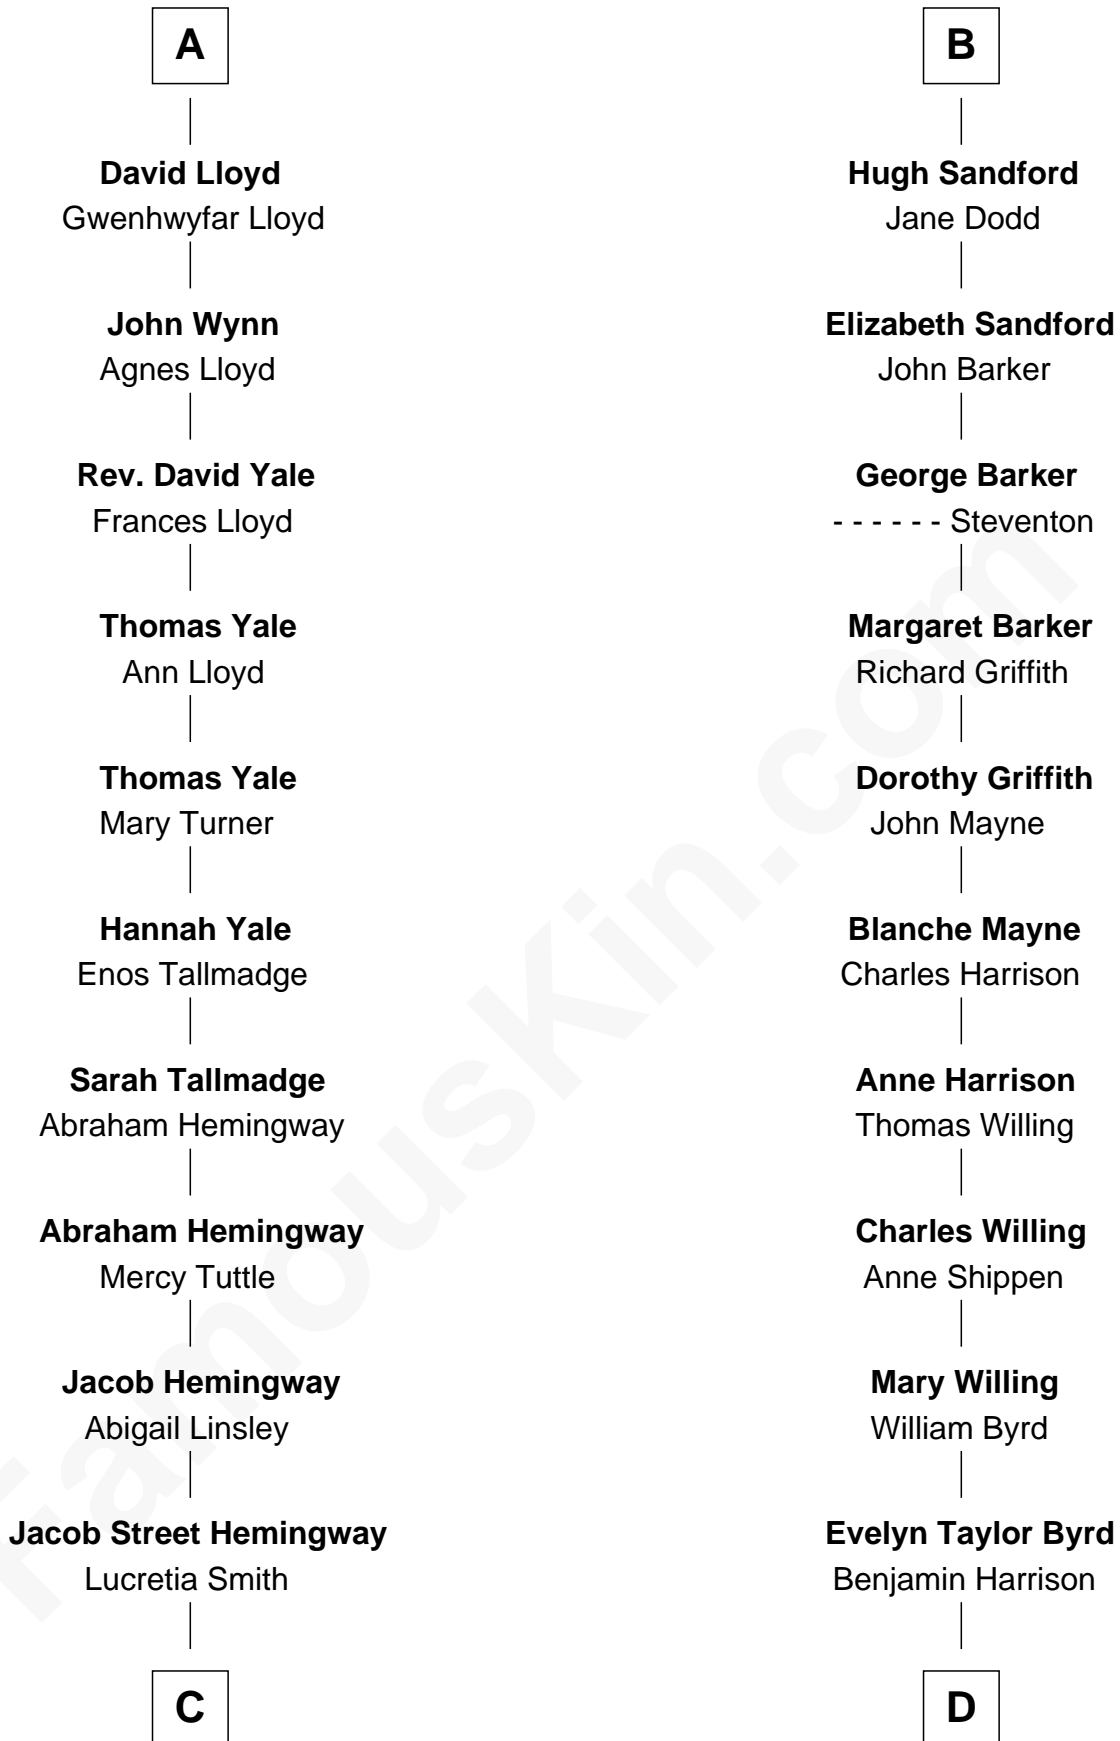 A
David Lloyd
Gwenhwyfar Lloyd
John Wynn
Agnes Lloyd
Rev. David Yale
Frances Lloyd
Thomas Yale
Ann Lloyd
Thomas Yale
Mary Turner
Hannah Yale
Enos Tallmadge
Sarah Tallmadge
Abraham Hemingway
Abraham Hemingway
Mercy Tuttle
Jacob Hemingway
Abigail Linsley
Jacob Street Hemingway
Lucretia Smith
C
B
Hugh Sandford
Jane Dodd
Elizabeth Sandford
John Barker
George Barker
- - - - - - Steventon
Margaret Barker
Richard Griffith
Dorothy Griffith
John Mayne
Blanche Mayne
Charles Harrison
Anne Harrison
Thomas Willing
Charles Willing
Anne Shippen
Mary Willing
William Byrd
Evelyn Taylor Byrd
Benjamin Harrison
D
FamousKin.com